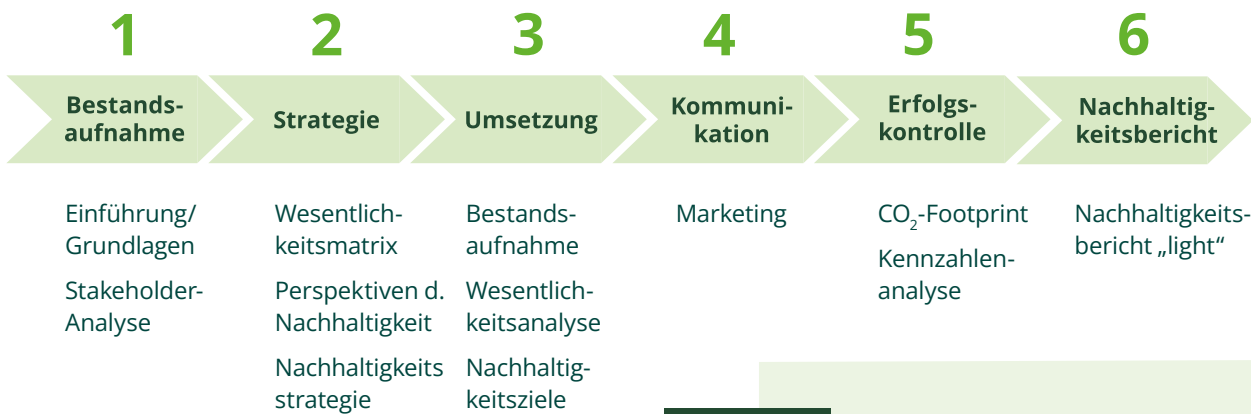 1
2
3
4
5
6
Bestands-
aufnahme
Strategie
Umsetzung
Kommuni-
kation
Erfolgs-
kontrolle
Nachhaltig-
keitsbericht
Einführung/
Grundlagen
Stakeholder-
Analyse
Wesentlich-
keitsmatrix
Perspektiven d.
Nachhaltigkeit
Nachhaltigkeits
strategie
Bestands-
aufnahme
Wesentlich-
keitsanalyse
Nachhaltig-
keitsziele
Marketing
CO₂-Footprint
Kennzahlen-
analyse
Nachhaltigkeits-
bericht „light“